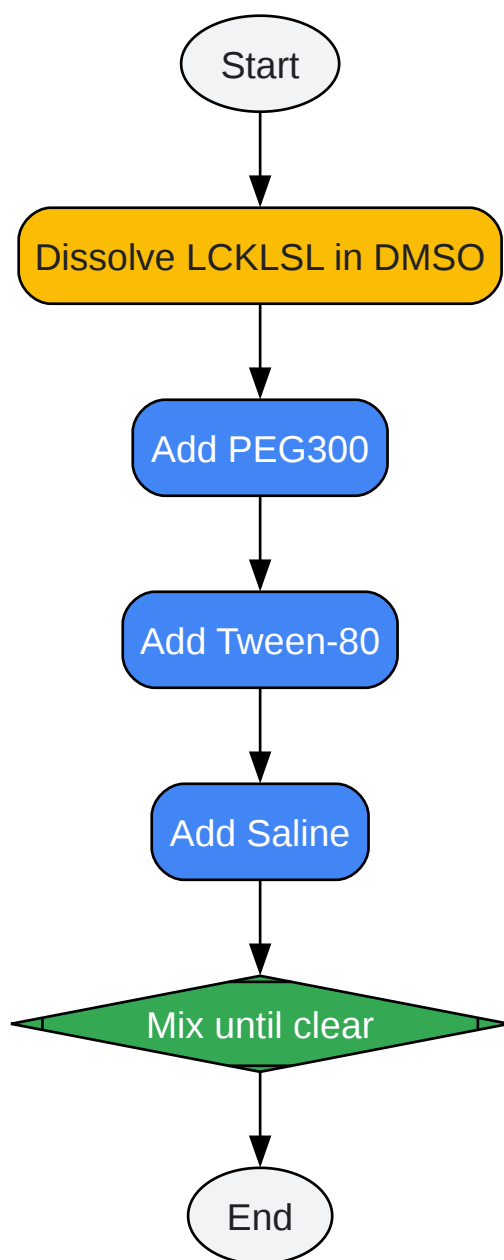 Start
Dissolve LCKLSL in DMSO
Add PEG300
Add Tween-80
Add Saline
Mix until clear
End